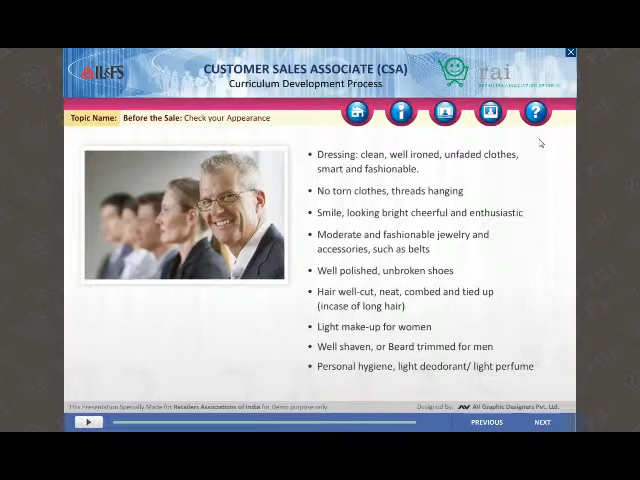 IL&FS
CUSTOMER SALES ASSOCIATE (CSA)
Curriculum Development Process
rai
RETAILERS ASSOCIATION OF INDIA
Topic Name: Before the Sale: Check your Appearance
• Dressing: clean, well ironed, unfaded clothes,
smart and fashionable.
• No torn clothes, threads hanging
• Smile, looking bright cheerful and enthusiastic
• Moderate and fashionable jewelry and
accessories, such as belts
• Well polished, unbroken shoes
• Hair well-cut, neat, combed and tied up
(incase of long hair)
• Light make-up for women
• Well shaven, or Beard trimmed for men
• Personal hygiene, light deodorant/ light perfume
This Presentation Specially Made for Retailers Associations of India for Demo purpose only.
Designed by: AV Graphic Designers Pvt. Ltd.
PREVIOUS
NEXT